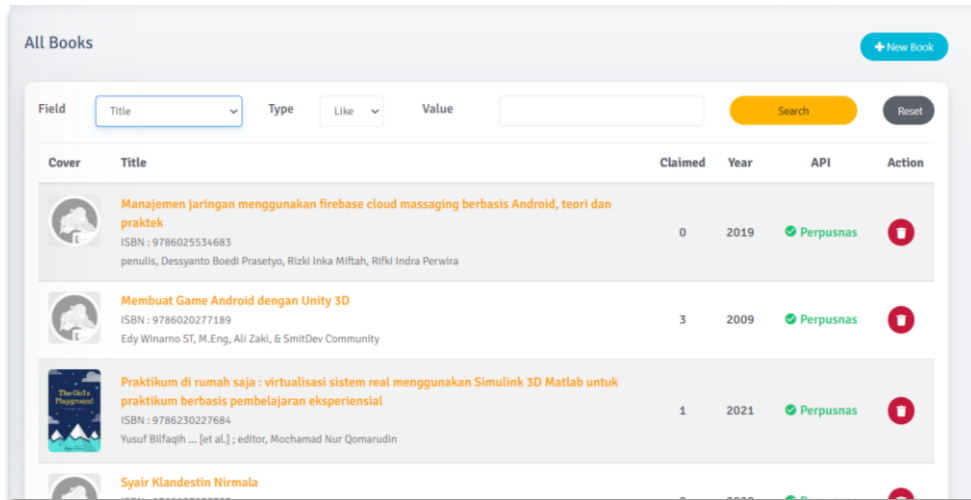 All Books
New Book
Field
Title
Type
Like
Value
Search
Reset
Cover Title Claimed Year API Action
Manajemen jaringan menggunakan firebase cloud massaging berbasis Android, teori dan
praktek
ISBN : 9786025534683
penulis, Dessyanto Boedi Prasetyo, Rizki Inka Miftah, Rifki Indra Perwira
0 2019 Perpusnas
Membuat Game Android dengan Unity 3D
ISBN : 9786020277189
Edy Winarno ST, M.Eng, Ali Zaki, & SmitDev Community
3 2009 Perpusnas
The Girl's
Playground
Praktikum di rumah saja : virtualisasi sistem real menggunakan Simulink 3D Matlab untuk
praktikum berbasis pembelajaran eksperiensial
ISBN : 9786230227684
Yusuf Bilfaqih ... [et al.] ; editor, Mochamad Nur Qomarudin
1 2021 Perpusnas
Syair Klandestin Nirmala